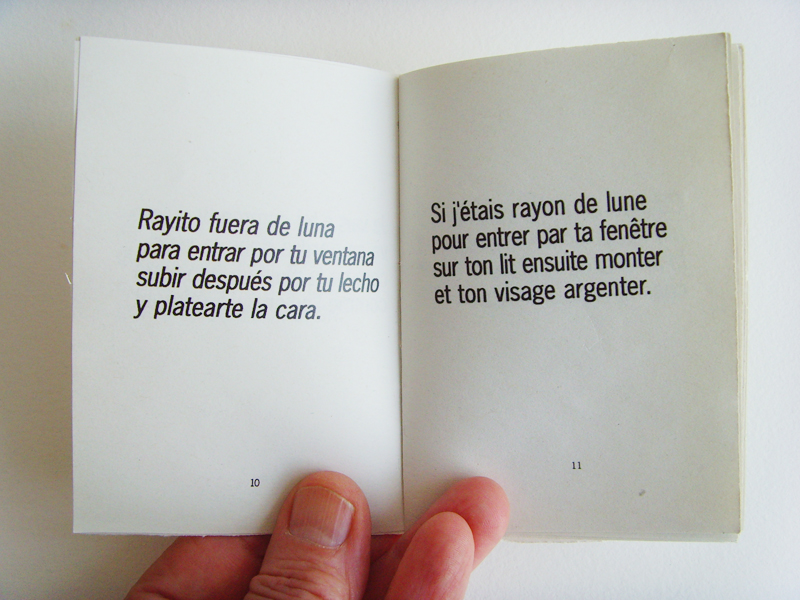 Rayito fuera de luna
para entrar por tu ventana
subir después por tu lecho
y platearte la cara.
10
Si j'étais rayon de lune
pour entrer par ta fenêtre
sur ton lit ensuite monter
et ton visage argenter.
11